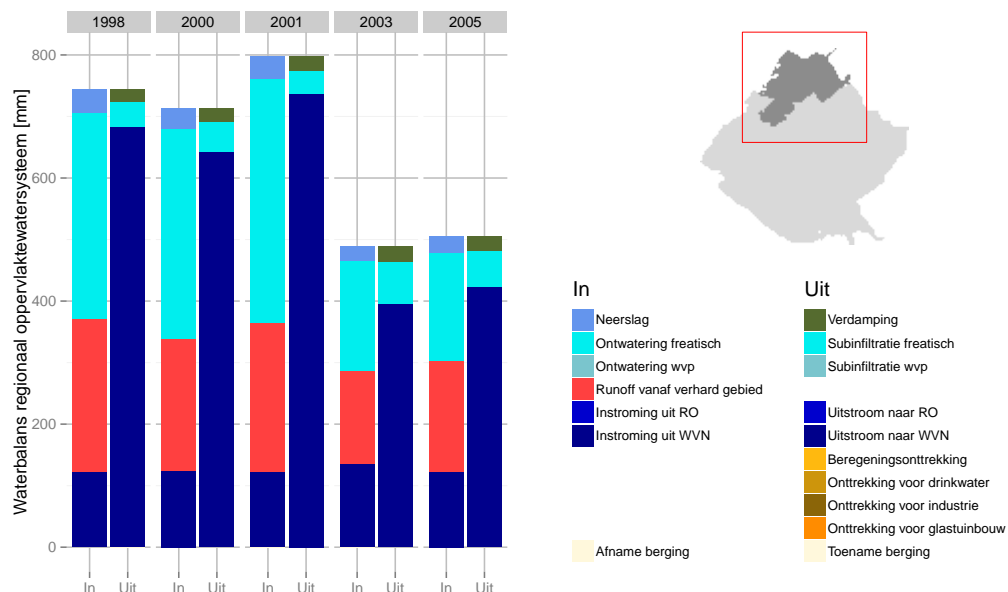 1998 2000 2001 2003 2005
Waterbalans regionaal oppervlaktewatersysteem [mm]
800
600
400
200
0
In Uit In Uit In Uit In Uit In Uit
In
Neerslag
Ontwatering freatisch
Ontwatering wvp
Runoff vanaf verhard gebied
Instroming uit RO
Instroming uit WVN
Afname berging
Uit
Verdamping
Subinfiltratie freatisch
Subinfiltratie wvp
Uitstroom naar RO
Uitstroom naar WVN
Beregeningsonttrekking
Onttrekking voor drinkwater
Onttrekking voor industrie
Onttrekking voor glastuinbouw
Toename berging